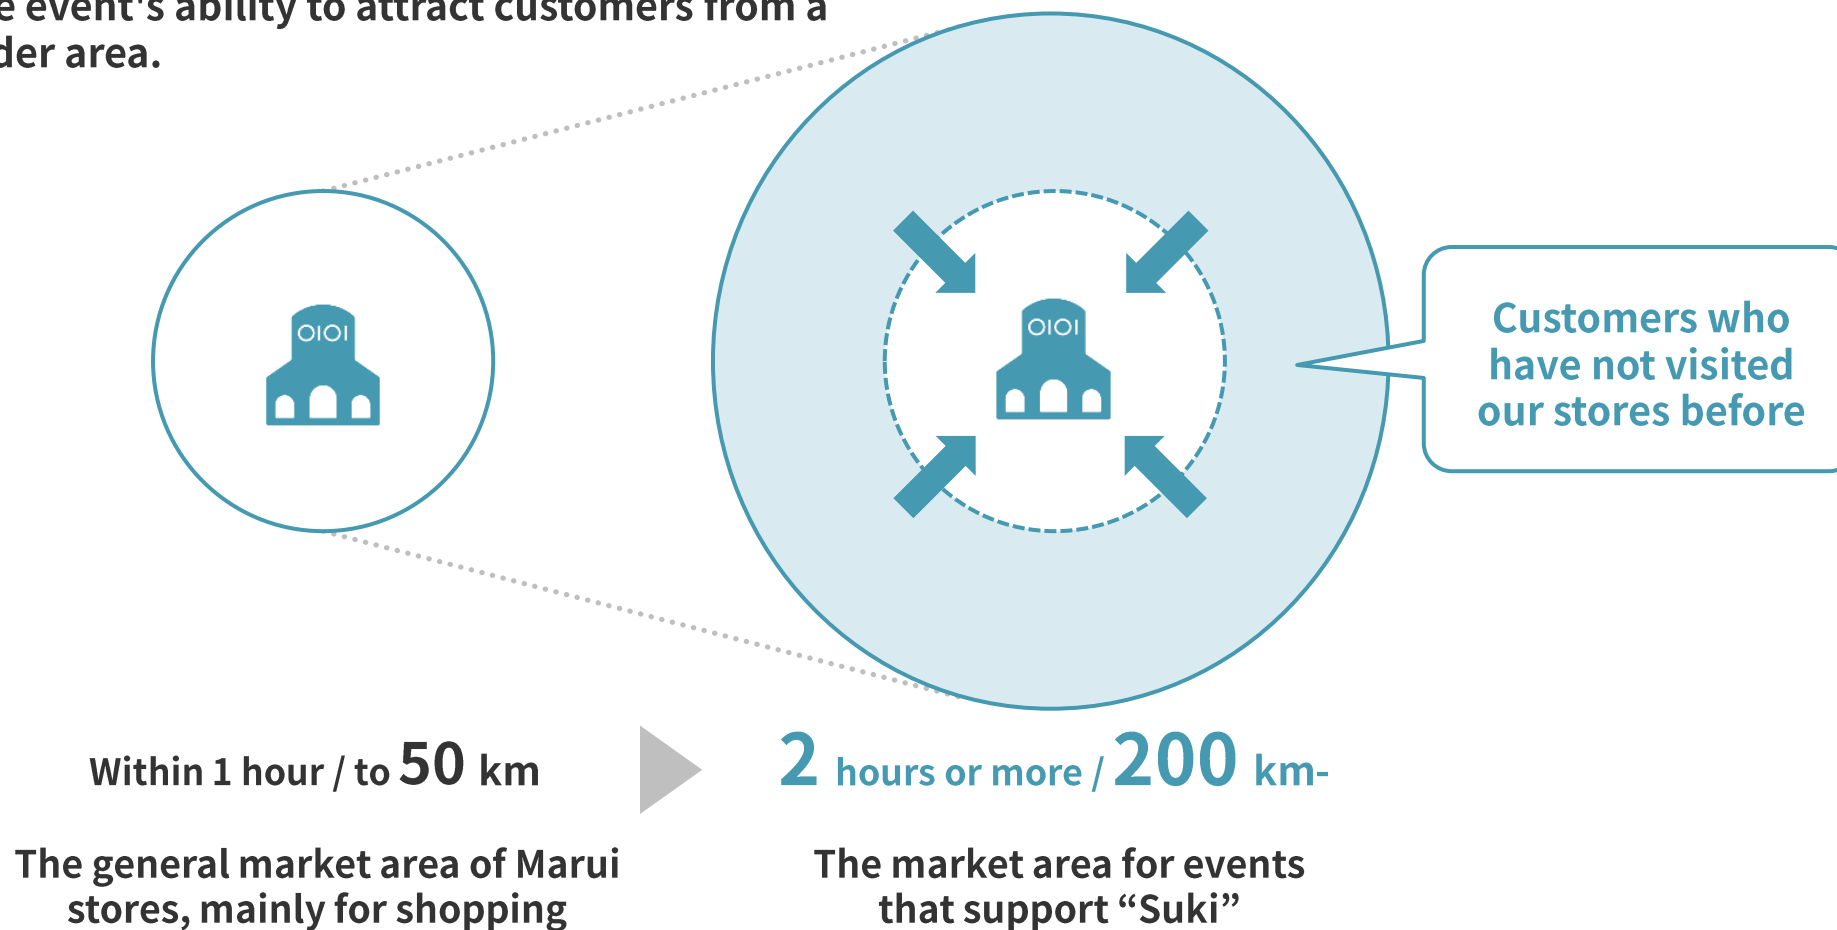 event's ability to attract customers from a
area.
OIOI
OIOI
Customers who
have not visited
our stores before
Within 1 hour / to 50 km
2 hours or more / 200 km-
The general market area of Marui
stores, mainly for shopping
The market area for events
that support “Suki”